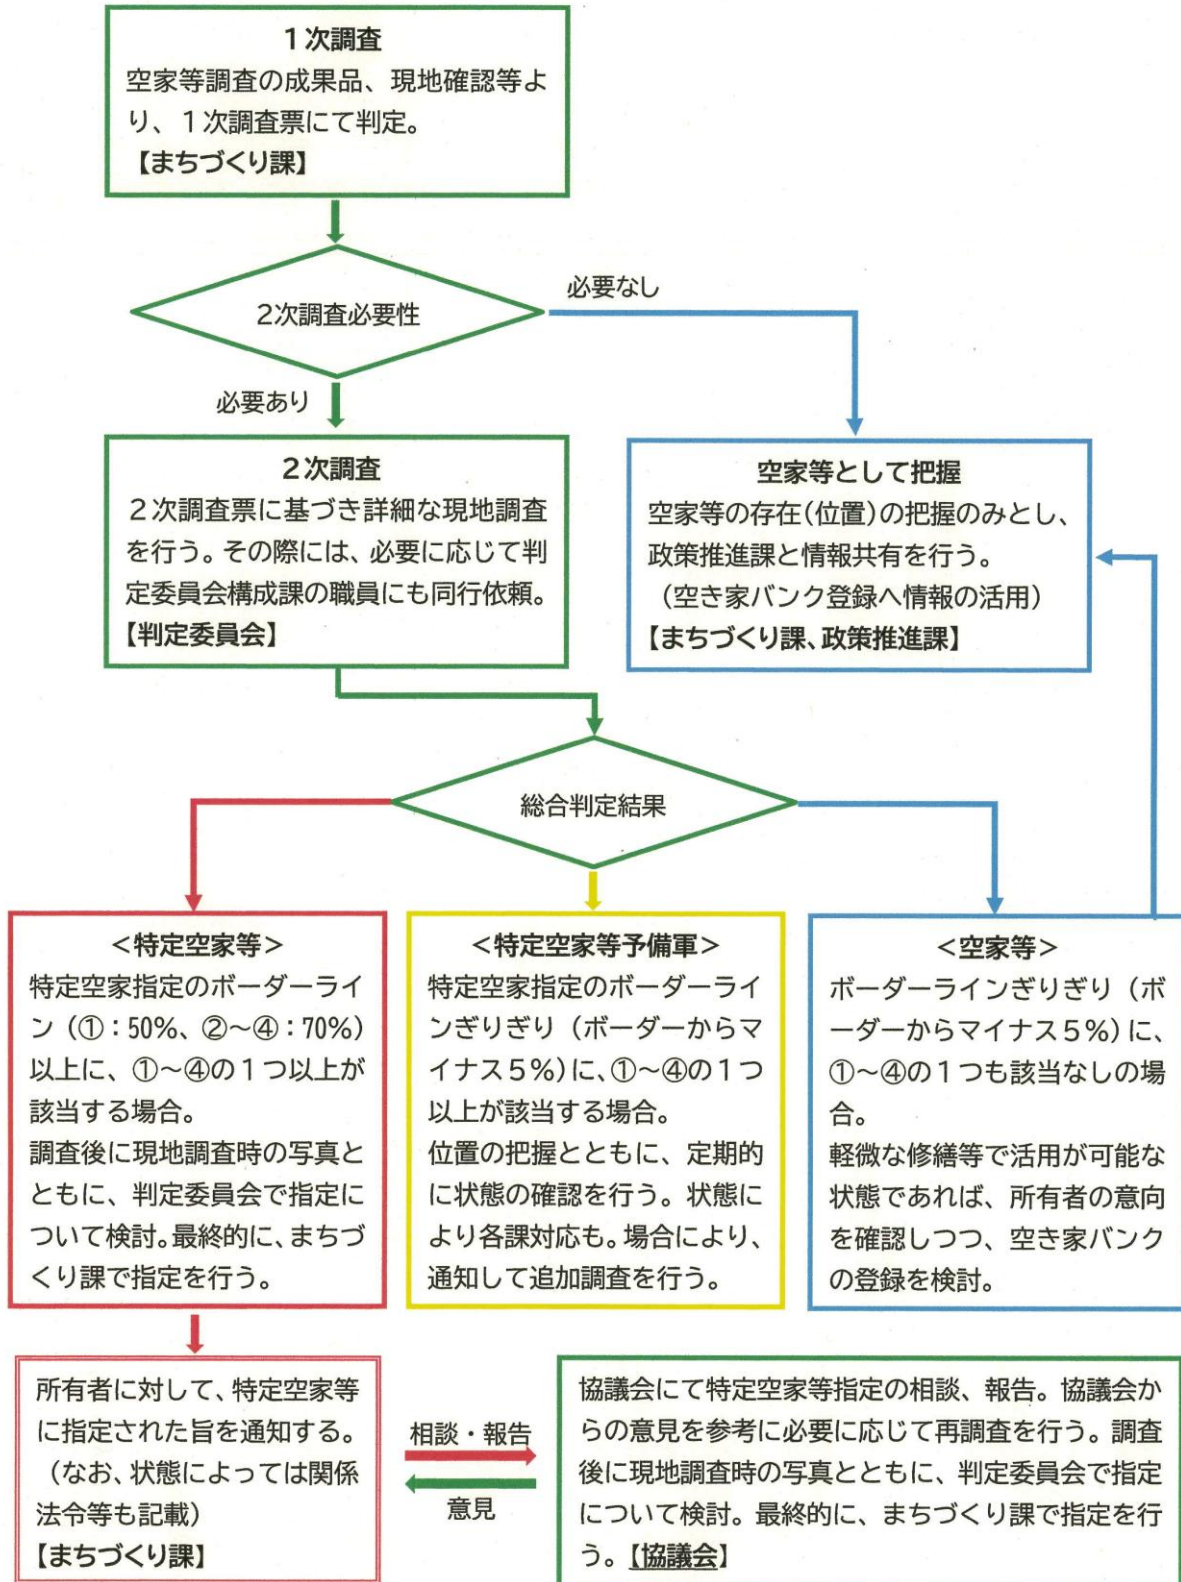 １次調査
空家等調査の成果品、現地確認等よ
り、１次調査票にて判定。
【まちづくり課】
2次調査必要性
必要なし
必要あり
２次調査
２次調査票に基づき詳細な現地調査
を行う。その際には、必要に応じて判
定委員会構成課の職員にも同行依頼。
【判定委員会】
空家等として把握
空家等の存在（位置）の把握のみとし、
政策推進課と情報共有を行う。
（空き家バンク登録へ情報の活用）
【まちづくり課、政策推進課】
総合判定結果
＜特定空家等＞
特定空家指定のボーダーライ
ン（①：50％、②～④：70％）
以上に、①～④の１つ以上が
該当する場合。
調査後に現地調査時の写真と
ともに、判定委員会で指定に
ついて検討。最終的に、まちづ
くり課で指定を行う。
＜特定空家等予備軍＞
特定空家指定のボーダーライ
ンぎりぎり（ボーダーからマ
イナス５％）に、①～④の１つ
以上が該当する場合。
位置の把握とともに、定期的
に状態の確認を行う。状態に
より各課対応も。場合により、
通知して追加調査を行う。
＜空家等＞
ボーダーラインぎりぎり（ボ
ーダーからマイナス５％）に、
①～④の１つも該当なしの場
合。
軽微な修繕等で活用が可能な
状態であれば、所有者の意向
を確認しつつ、空き家バンク
の登録を検討。
所有者に対して、特定空家等
に指定された旨を通知する。
（なお、状態によっては関係
法令等も記載）
【まちづくり課】
相談・報告
意見
協議会にて特定空家等指定の相談、報告。協議会か
らの意見を参考に必要に応じて再調査を行う。調査
後に現地調査時の写真とともに、判定委員会で指定
について検討。最終的に、まちづくり課で指定を行
う。【協議会】